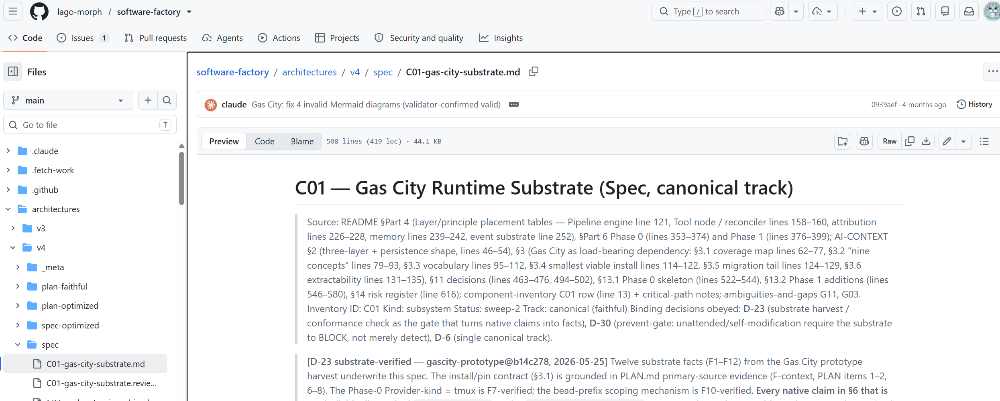 lago-morph / software-factory
Type / to search
Code
Issues 1
Pull requests
Agents
Actions
Projects
Security and quality
Insights
Files
main
Go to file
T
.claude
.fetch-work
.github
architectures
v3
v4
_meta
plan-faithful
plan-optimized
spec-optimized
spec
C01-gas-city-substrate.md
C01-gas-city-substrate.revie...
software-factory / architectures / v4 / spec / C01-gas-city-substrate.md
claude Gas City: fix 4 invalid Mermaid diagrams (validator-confirmed valid)
0939aef · 4 months ago
History
Preview
Code
Blame
508 lines (419 loc) · 44.1 KB
Raw
C01 — Gas City Runtime Substrate (Spec, canonical track)
Source: README §Part 4 (Layer/principle placement tables — Pipeline engine line 121, Tool node / reconciler lines 158–160, attribution
lines 226–228, memory lines 239–242, event substrate line 252), §Part 6 Phase 0 (lines 353–374) and Phase 1 (lines 376–399); AI-CONTEXT
§2 (three-layer + persistence shape, lines 46–54), §3 (Gas City as load-bearing dependency: §3.1 coverage map lines 62–77, §3.2 "nine
concepts" lines 79–93, §3.3 vocabulary lines 95–112, §3.4 smallest viable install lines 114–122, §3.5 migration tail lines 124–129, §3.6
extractability lines 131–135), §11 decisions (lines 463–476, 494–502), §13.1 Phase 0 skeleton (lines 522–544), §13.2 Phase 1 additions (lines
546–580), §14 risk register (line 616); component-inventory C01 row (line 13) + critical-path notes; ambiguities-and-gaps G11, G03.
Inventory ID: C01 Kind: subsystem Status: sweep-2 Track: canonical (faithful) Binding decisions obeyed: D-23 (substrate harvest /
conformance check as the gate that turns native claims into facts), D-30 (prevent-gate: unattended/self-modification require the substrate
to BLOCK, not merely detect), D-6 (single canonical track).
[D-23 substrate-verified — gascity-prototype@b14c278, 2026-05-25] Twelve substrate facts (F1–F12) from the Gas City prototype
harvest underwrite this spec. The install/pin contract (§3.1) is grounded in PLAN.md primary-source evidence (F-context, PLAN items 1–2,
6–8). The Phase-0 Provider-kind = tmux is F7-verified; the bead-prefix scoping mechanism is F10-verified. Every native claim in §6 that is